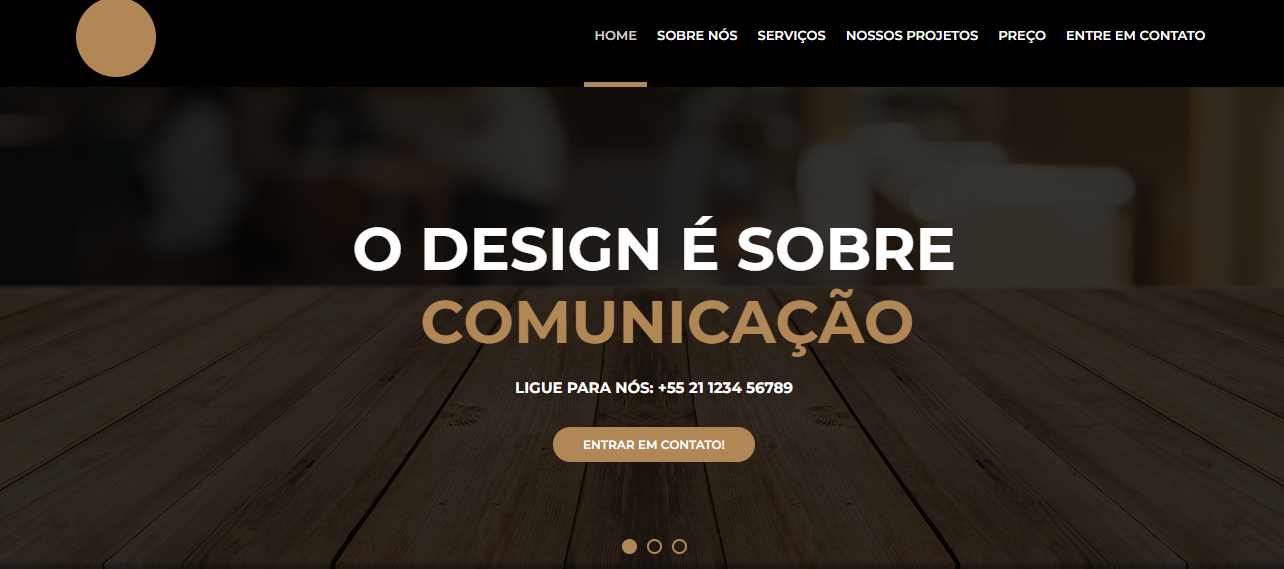 HOME SOBRE NÓS SERVIÇOS NOSSOS PROJETOS PREÇO ENTRE EM CONTATO
O DESIGN É SOBRE
COMUNICAÇÃO
LIGUE PARA NÓS: +55 21 1234 56789
ENTRAR EM CONTATO!